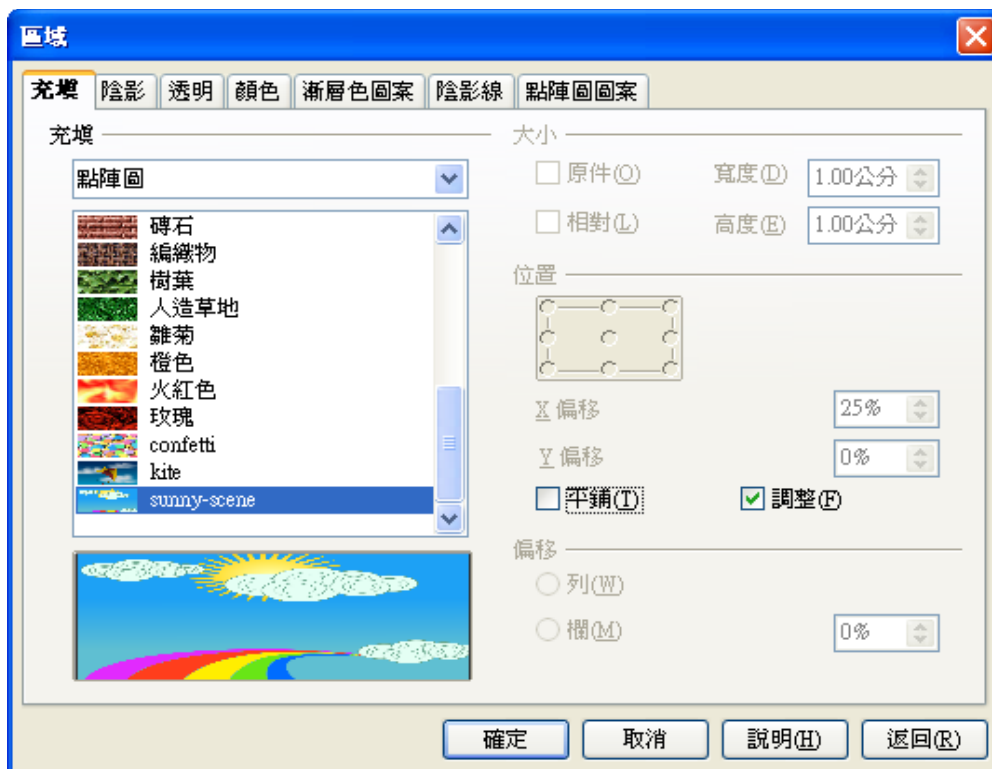 區域
充塡 陰影 透明 顏色 漸層色圖案 陰影線 點陣圖圖案
充塡
點陣圖
磚石
編織物
樹葉
人造草地
雛菊
橙色
火紅色
玫瑰
confetti
kite
sunny-scene
大小
原件(O) 寬度(D) 1.00公分
相對(L) 高度(E) 1.00公分
位置
X 偏移 25%
Y 偏移 0%
平鋪(T) 調整(F)
偏移
列(W)
欄(M) 0%
確定 取消 說明(H) 返回(R)